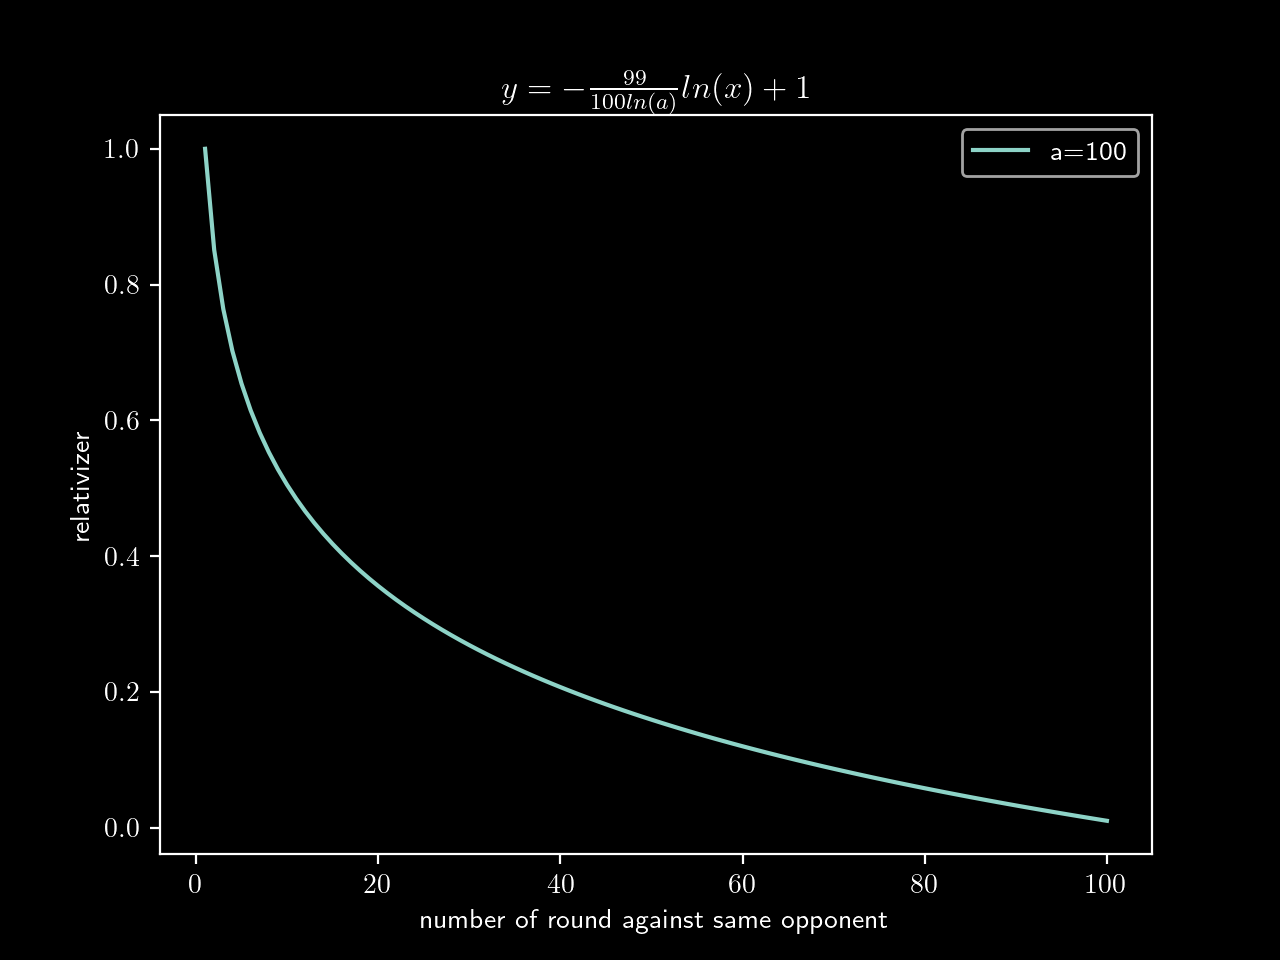 y = -\frac{99}{100ln(a)}ln(x) + 1
a=100
1.0
0.8
0.6
0.4
0.2
0.0
relativizer
0 20 40 60 80 100
number of round against same opponent